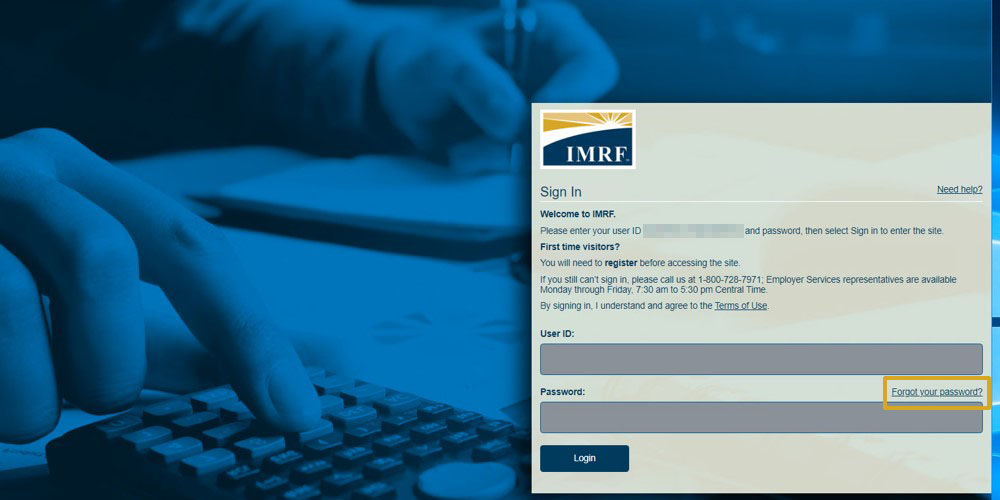 IMRF
Sign In
Need help?
Welcome to IMRF.
Please enter your user ID and password, then select Sign in to enter the site.
First time visitors?
You will need to register before accessing the site.
If you still can't sign in, please call us at 1-800-728-7971; Employer Services representatives are available
Monday through Friday, 7:30 am to 5:30 pm Central Time.
By signing in, I understand and agree to the Terms of Use.
User ID:
Password:
Forgot your password?
Login